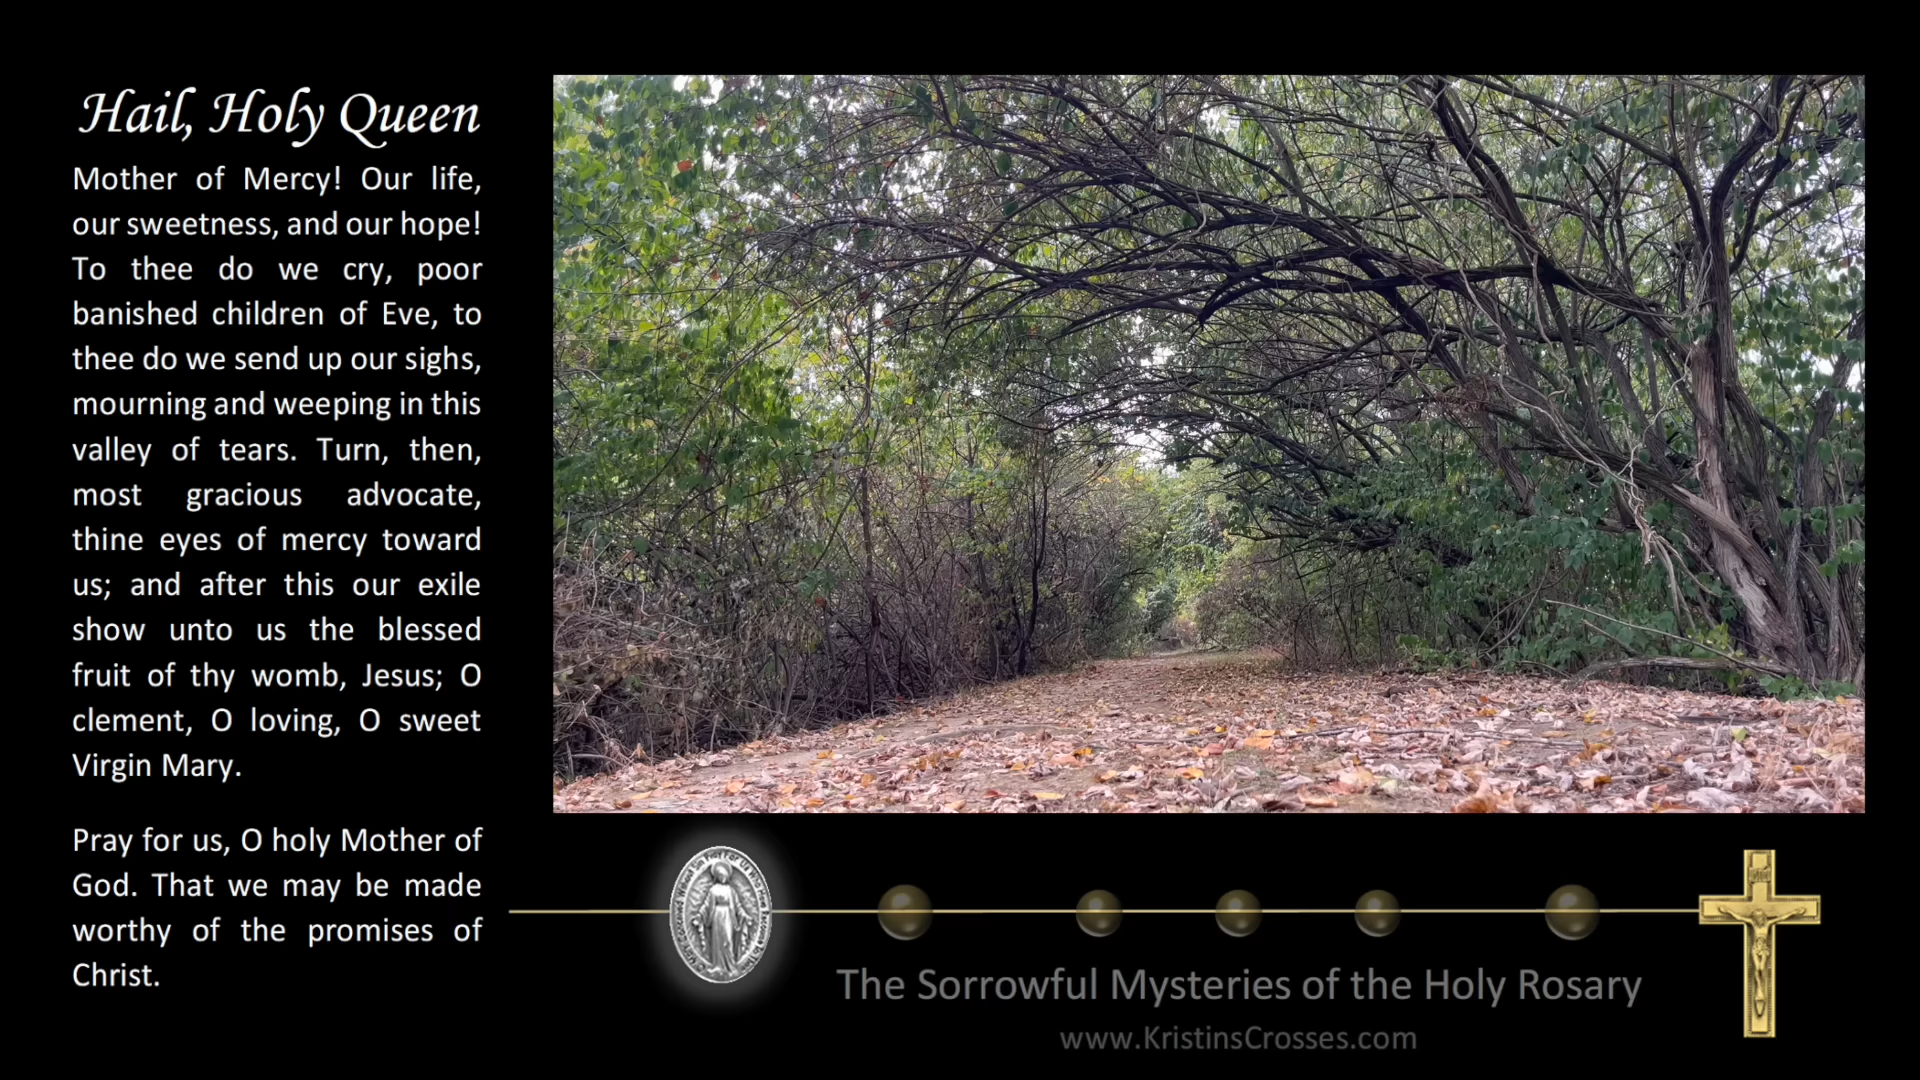 Hail, Holy Queen
Mother of Mercy! Our life,
our sweetness, and our hope!
To thee do we cry, poor
banished children of Eve, to
thee do we send up our sighs,
mourning and weeping in this
valley of tears. Turn, then,
most gracious advocate,
thine eyes of mercy toward
us; and after this our exile
show unto us the blessed
fruit of thy womb, Jesus; O
clement, O loving, O sweet
Virgin Mary.
Pray for us, O holy Mother of
God. That we may be made
worthy of the promises of
Christ.
The Sorrowful Mysteries of the Holy Rosary
www.KristinsCrosses.com